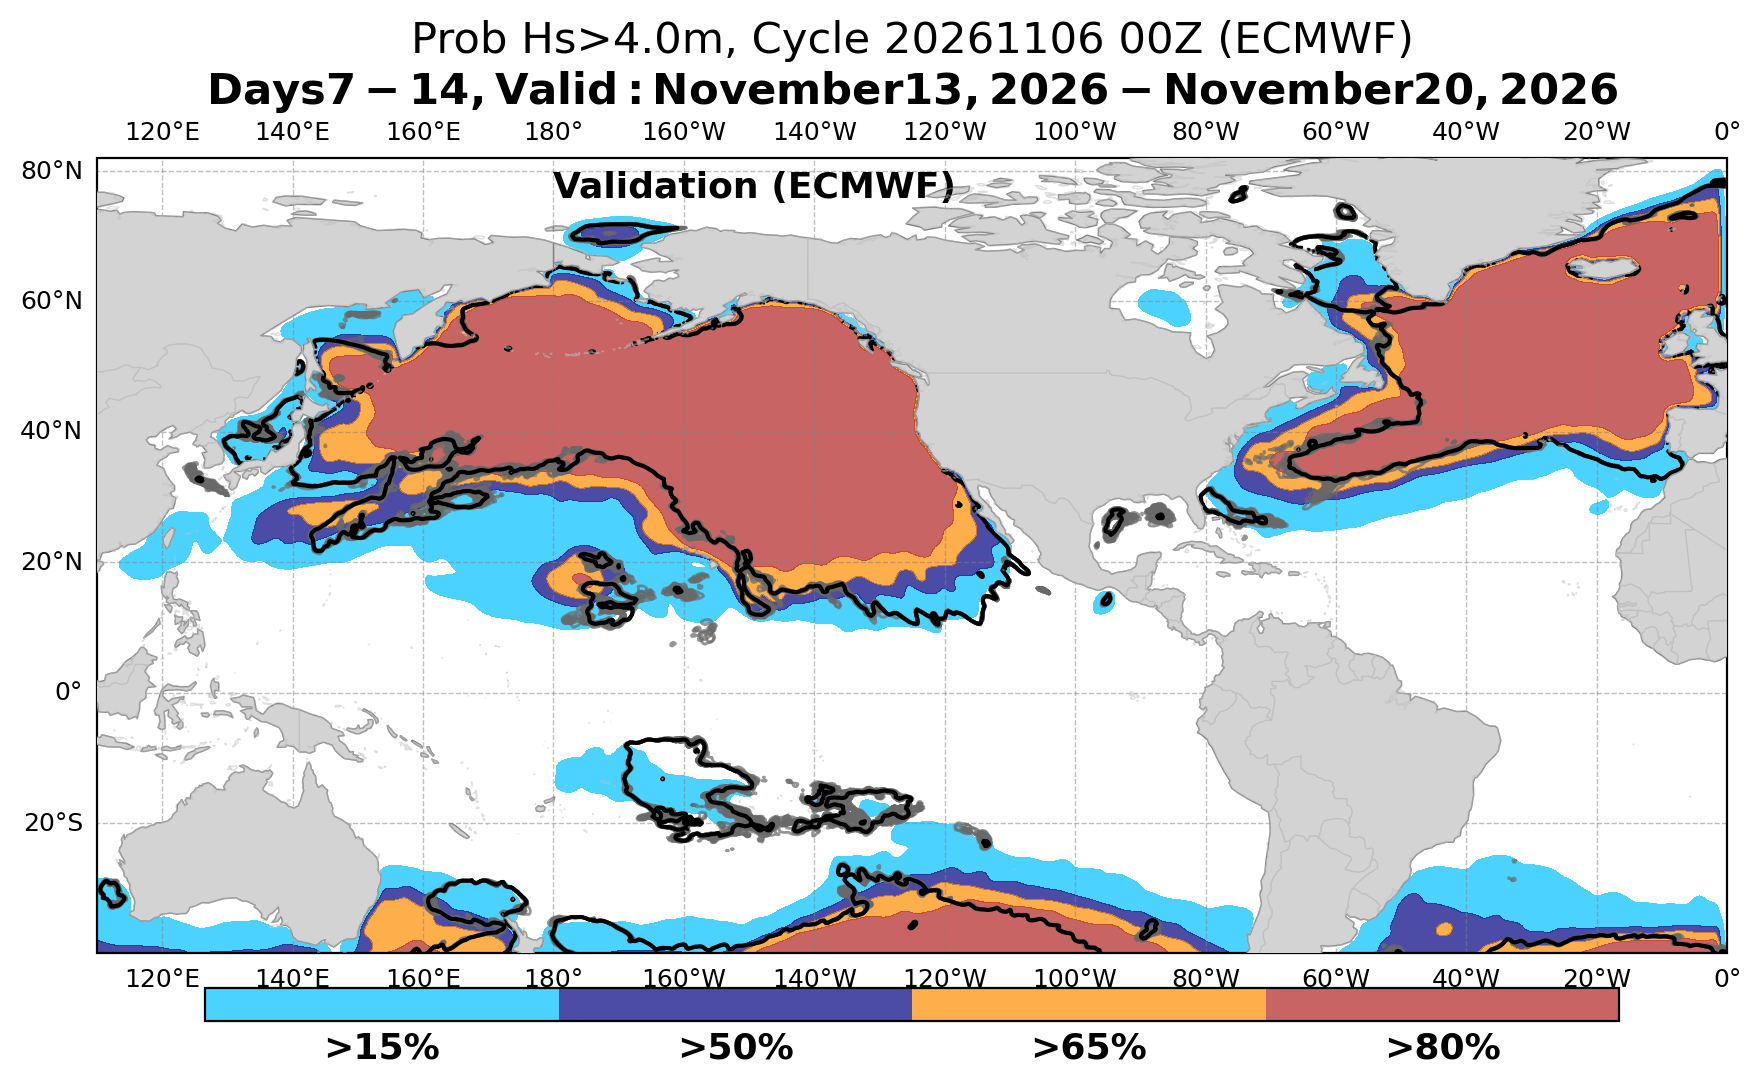 Prob Hs>4.0m, Cycle 20261106 00Z (ECMWF)
Days7 − 14, Valid : November13, 2026 − November20, 2026
120°E 140°E 160°E 180° 160°W 140°W 120°W 100°W 80°W 60°W 40°W 20°W 0°
80°N
Validation (ECMWF)
60°N
40°N
20°N
0°
20°S
120°E 140°E 160°E 180° 160°W 140°W 120°W 100°W 80°W 60°W 40°W 20°W 0°
>15% >50% >65% >80%